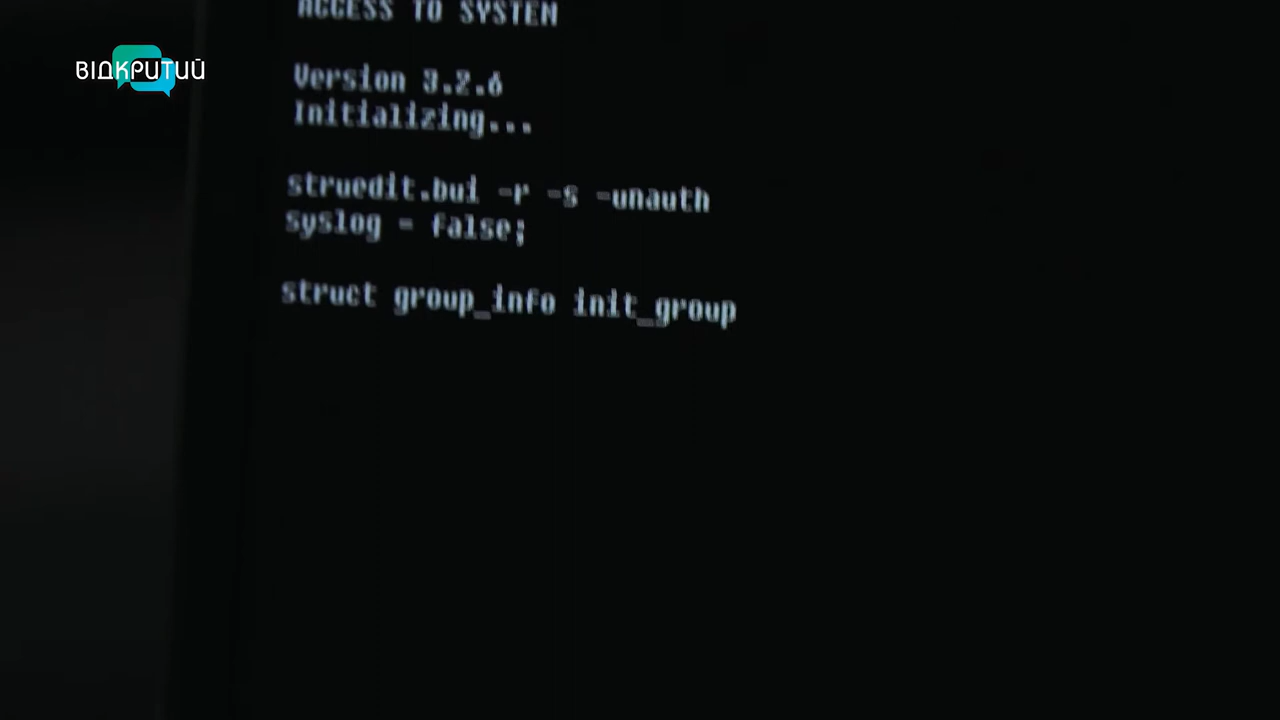 ВІДКРИТИЙ
ACCESS TO SYSTEM
Version 3.2.6
Initializing...
struedit.bui -r -s -unauth
syslog = false;
struct group_info init_group